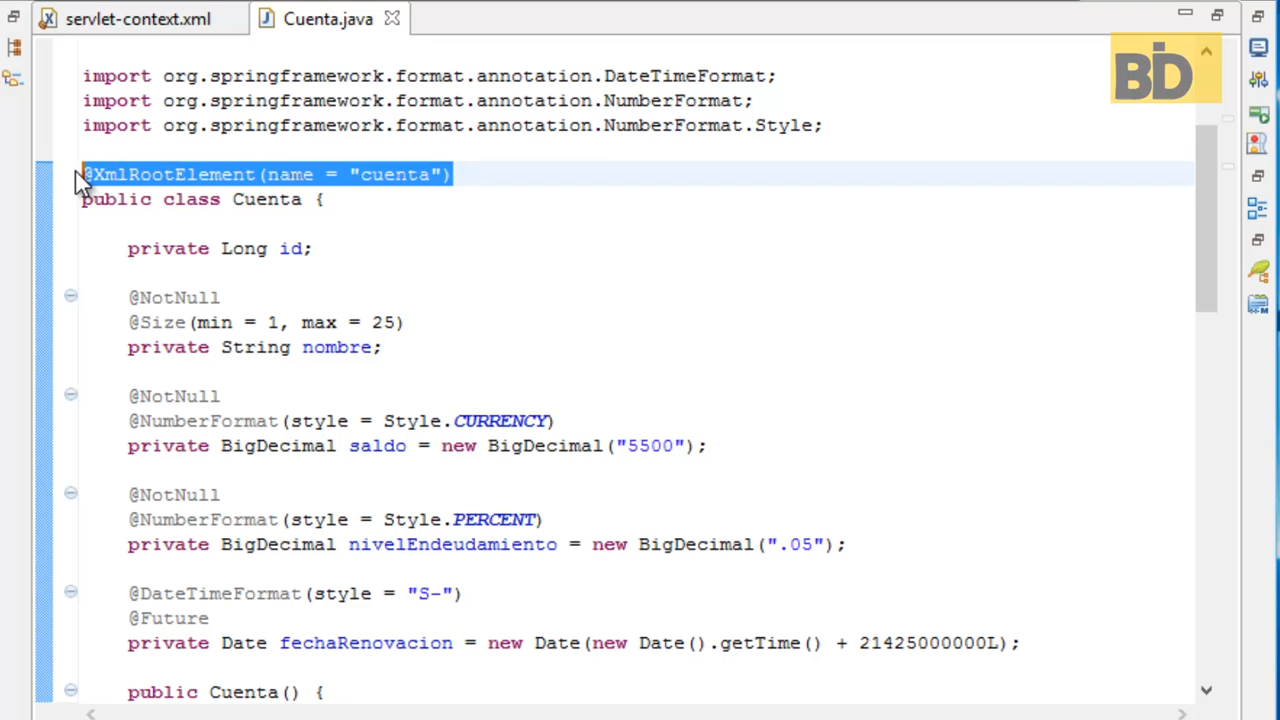 servlet-context.xml
Cuenta.java
BD
import org.springframework.format.annotation.DateTimeFormat;
import org.springframework.format.annotation.NumberFormat;
import org.springframework.format.annotation.NumberFormat.Style;
@XmlRootElement(name = "cuenta")
public class Cuenta {
private Long id;
@NotNull
@Size(min = 1, max = 25)
private String nombre;
@NotNull
@NumberFormat(style = Style.CURRENCY)
private BigDecimal saldo = new BigDecimal("5500");
@NotNull
@NumberFormat(style = Style.PERCENT)
private BigDecimal nivelEndeudamiento = new BigDecimal(".05");
@DateTimeFormat(style = "S-")
@Future
private Date fechaRenovacion = new Date(new Date().getTime() + 21425000000L);
public Cuenta() {